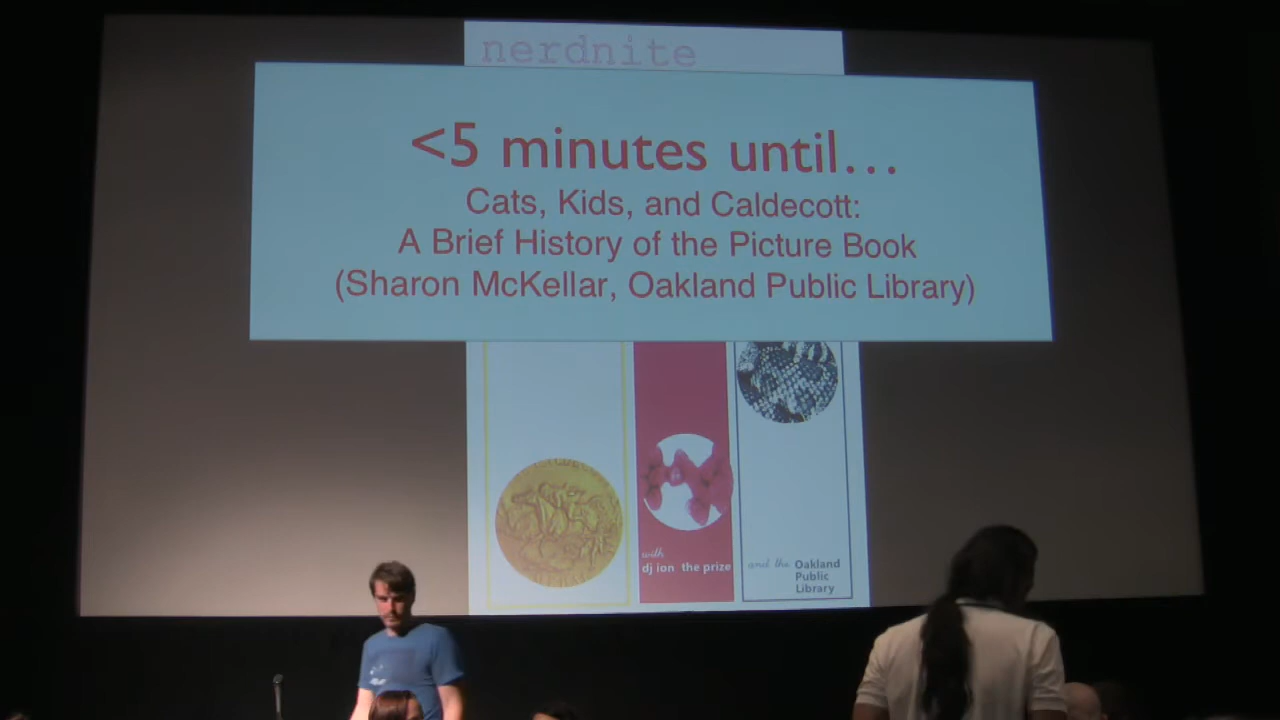 nerdnite
<5 minutes until...
Cats, Kids, and Caldecott:
A Brief History of the Picture Book
(Sharon McKellar, Oakland Public Library)
with
dj ion the prize
and the Oakland
Public
Library